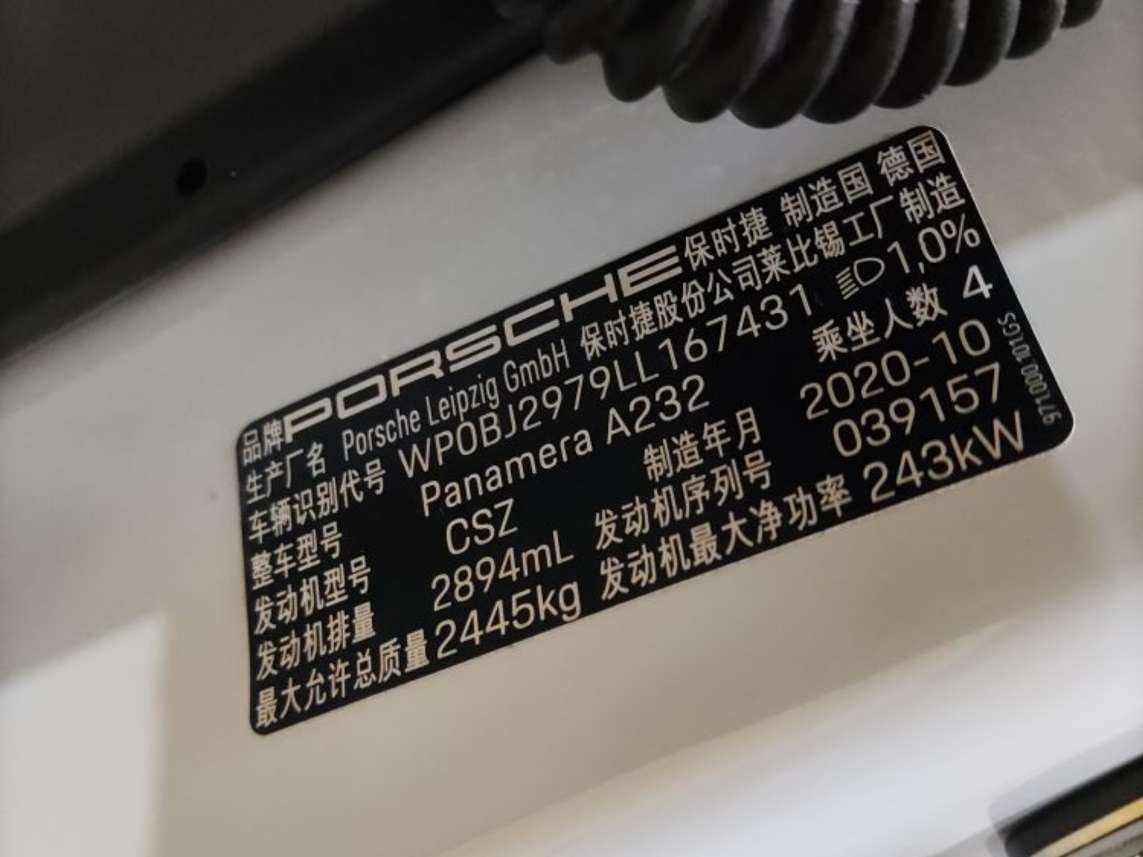 品牌 PORSCHE 保时捷 制造国 德国
生产厂名 Porsche Leipzig GmbH 保时捷股份公司莱比锡工厂制造
车辆识别代号 WP0BJ2979LL167431 1,0%
整车型号 Panamera A232 乘坐人数 4
发动机型号 CSZ 制造年月 2020-10
发动机排量 2894mL 发动机序列号 039157
最大允许总质量 2445kg 发动机最大净功率 243kW
971.000.101.GS